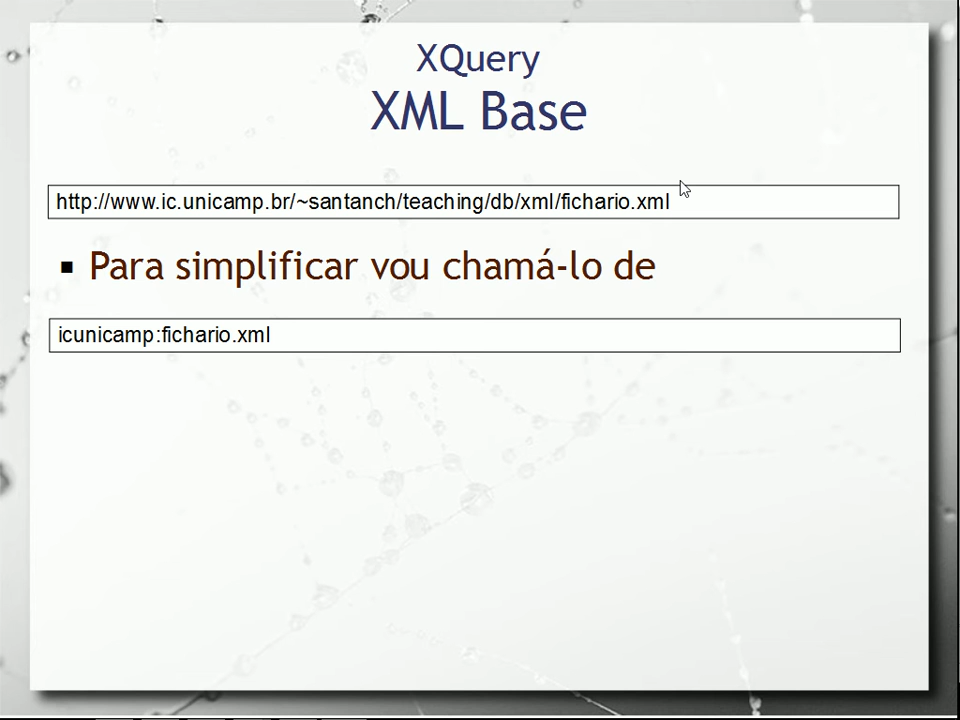 XQuery
XML Base
http://www.ic.unicamp.br/~santanch/teaching/db/xml/fichario.xml
▪ Para simplificar vou chamá-lo de
icunicamp:fichario.xml